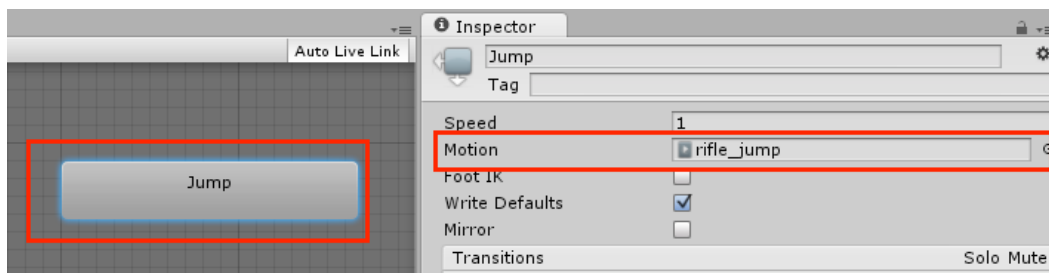 Inspector
Auto Live Link
Jump
Tag
Speed 1
Motion rifle_jump
Foot IK
Jump
Write Defaults
Mirror
Transitions Solo Mute